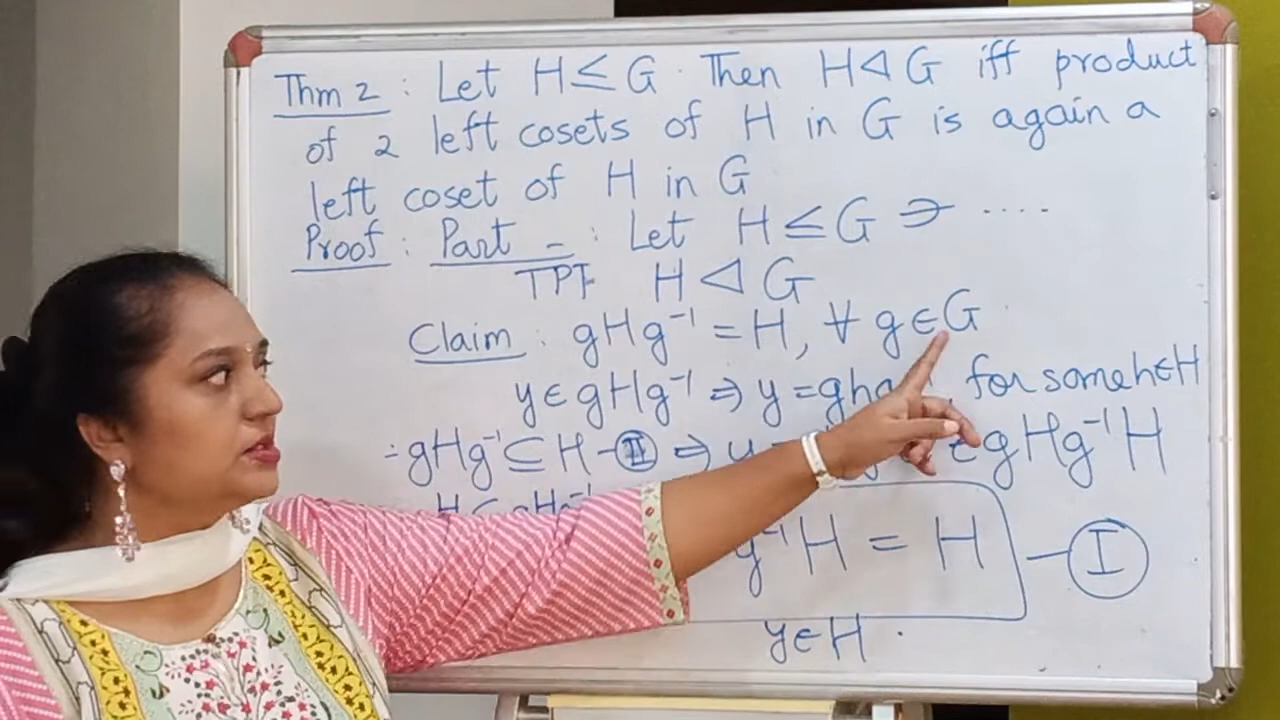 Thm 2 : Let H ≤ G. Then H ⊲ G iff product
of 2 left cosets of H in G is again a
left coset of H in G
Proof : Part - : Let H ≤ G ∋ ....
TPT H ⊲ G
Claim : gHg⁻¹ = H, ∀ g ∈ G
y ∈ gHg⁻¹ ⇒ y = gh for some h ∈ H
∴ gHg⁻¹ ⊆ H - II ⇒ y ∈ gHg⁻¹H
g⁻¹H = H - I
y ∈ H .